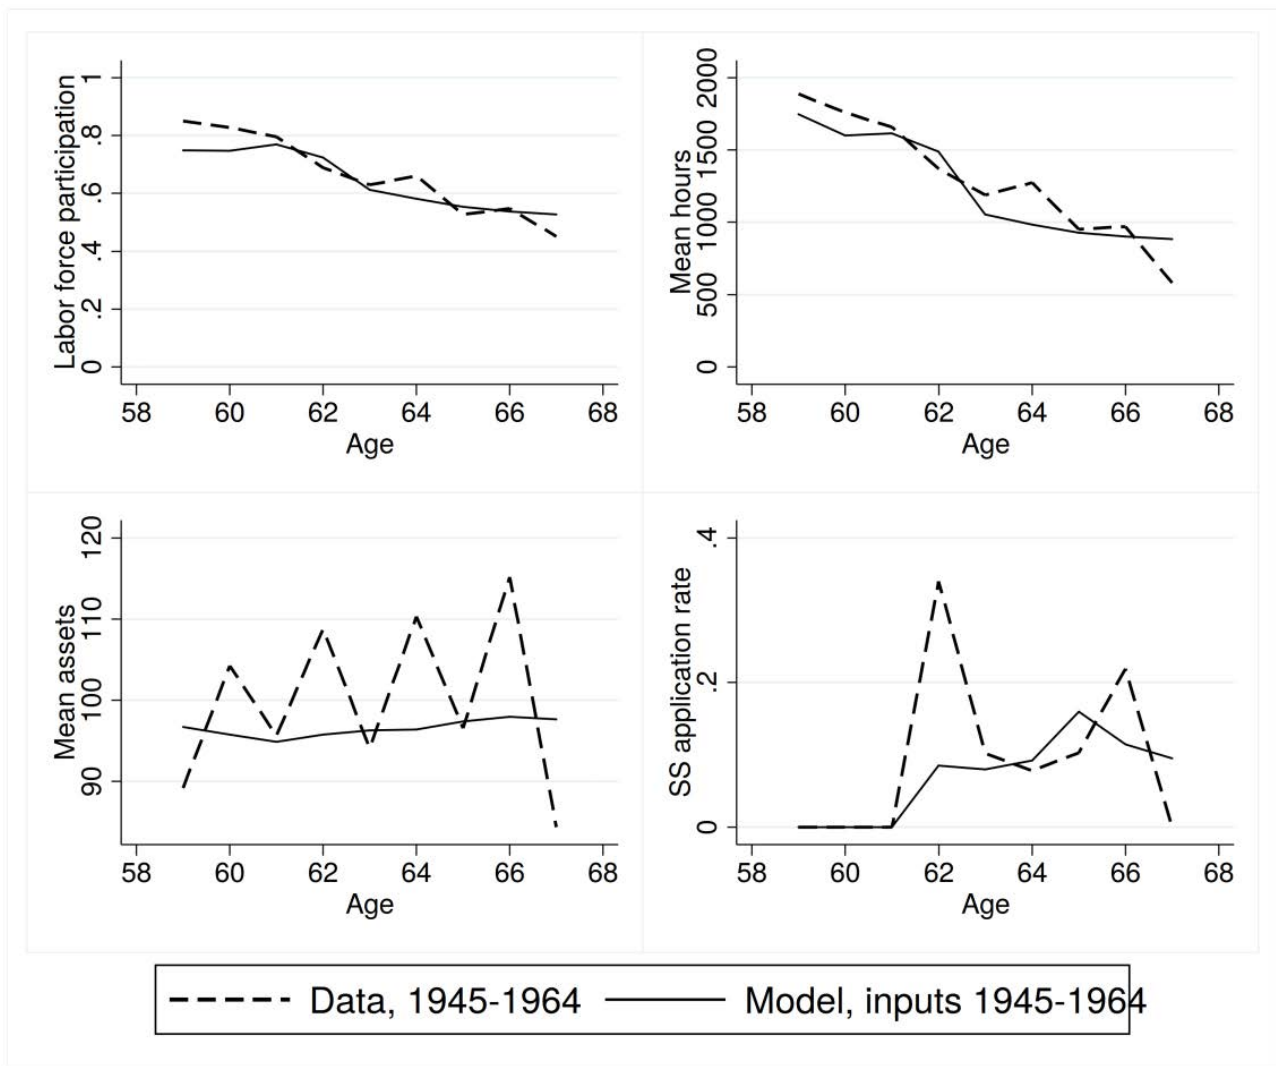 Labor force participation
1
.8
.6
.4
.2
0
58 60 62 64 66 68
Age
Mean hours
2000
1500
1000
500
0
58 60 62 64 66 68
Age
Mean assets
120
110
100
90
58 60 62 64 66 68
Age
SS application rate
.4
.2
0
58 60 62 64 66 68
Age
Data, 1945-1964 Model, inputs 1945-1964